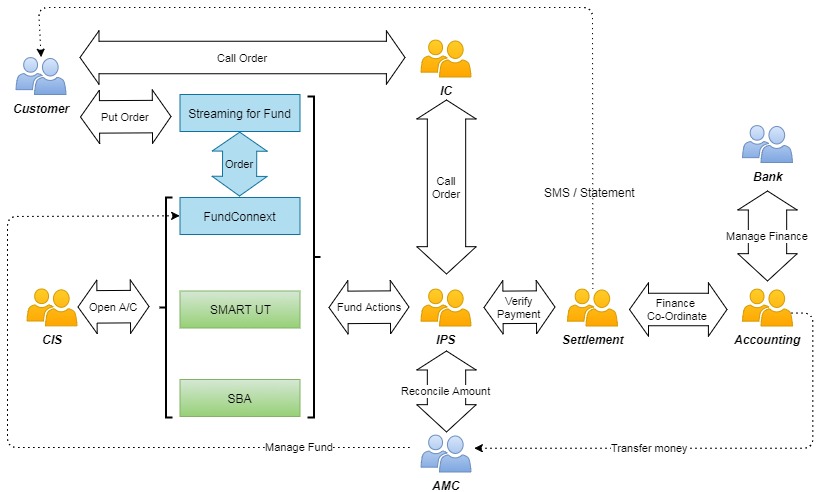 Call Order
Customer
IC
Put Order
Streaming for Fund
Order
Call
Order
SMS / Statement
Bank
FundConnext
Manage Finance
Open A/C
SMART UT
Fund Actions
Verify
Payment
Finance
Co-Ordinate
CIS
IPS
Settlement
Accounting
SBA
Reconcile Amount
Manage Fund
Transfer money
AMC